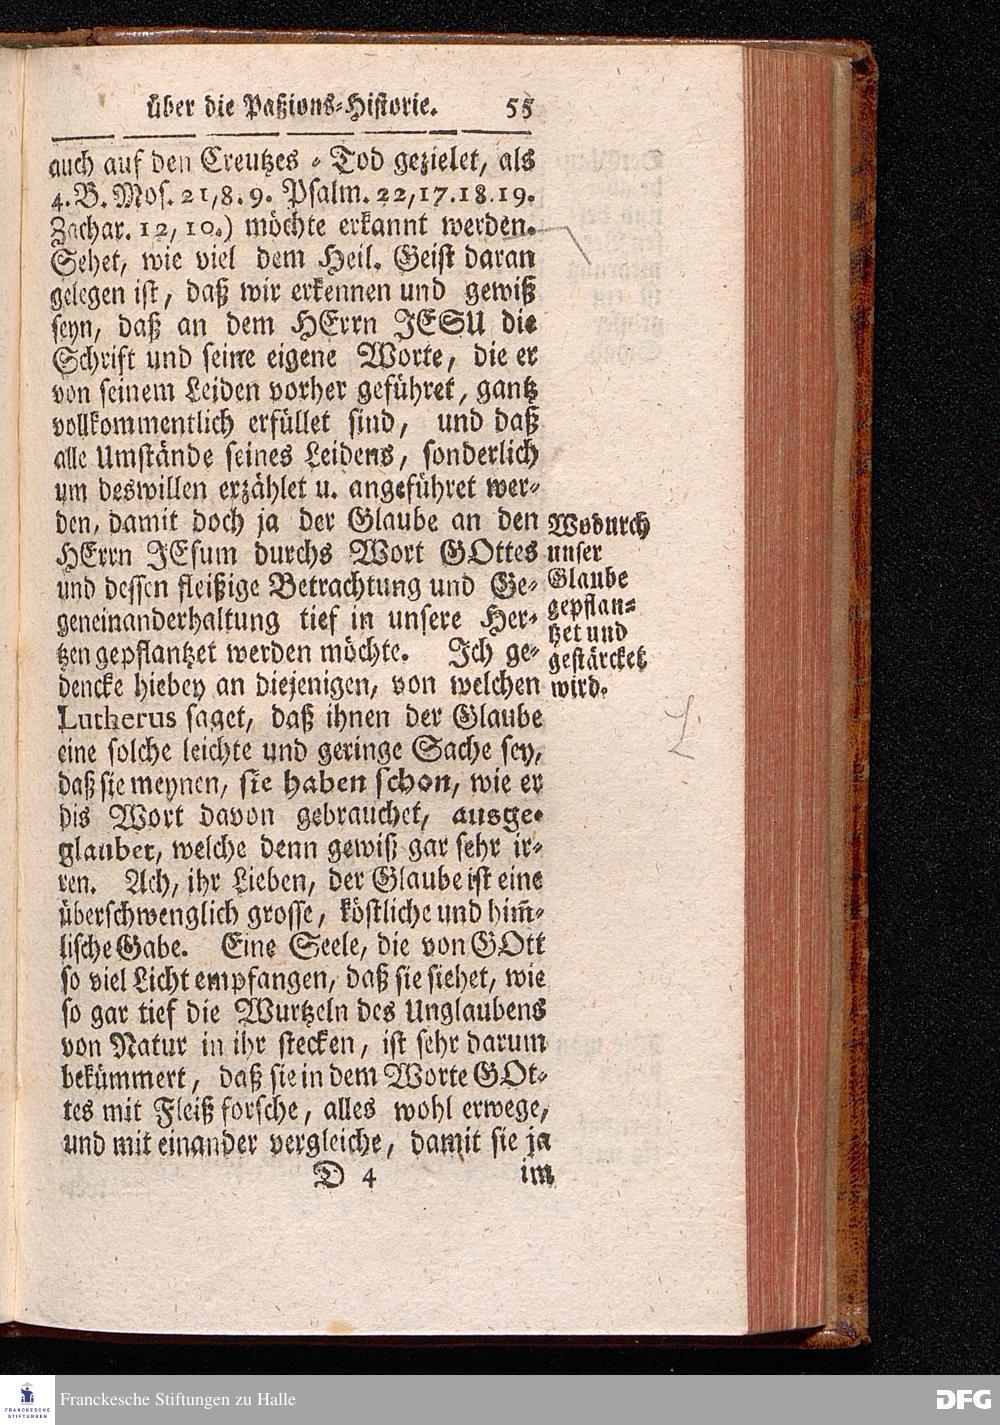 über die Paßions-Historie. 55
auch auf den Creutzes-Tod gezielet, als
4. B. Mos. 21, 8. 9. Psalm. 22, 17. 18. 19.
Zachar. 12, 10.) möchte erkannt werden.
Sehet, wie viel dem Heil. Geist daran
gelegen ist, daß wir erkennen und gewiß
seyn, daß an dem HErrn JESU die
Schrift und seine eigene Worte, die er
von seinem Leiden vorher geführet, gantz
vollkommentlich erfüllet sind, und daß
alle Umstände seines Leidens, sonderlich
um deswillen erzählet u. angeführet wer-
den, damit doch ja der Glaube an den
HErrn JEsum durchs Wort GOttes
und dessen fleißige Betrachtung und Ge-
geneinanderhaltung tief in unsere Her-
tzen gepflantzet werden möchte. Ich ge-
dencke hiebey an diejenigen, von welchen
Lutherus saget, daß ihnen der Glaube
eine solche leichte und geringe Sache sey,
daß sie meynen, sie haben schon, wie er
dis Wort davon gebrauchet, ausge-
glaubet, welche denn gewiß gar sehr ir-
ren. Ach, ihr Lieben, der Glaube ist eine
überschwenglich grosse, köstliche und him̃-
lische Gabe. Eine Seele, die von GOtt
so viel Licht empfangen, daß sie siehet, wie
so gar tief die Wurtzeln des Unglaubens
von Natur in ihr stecken, ist sehr darum
bekümmert, daß sie in dem Worte GOt-
tes mit Fleiß forsche, alles wohl erwege,
und mit einander vergleiche, damit sie ja
D 4 im
Wodurch
unser
Glaube
gepflan-
tzet und
gestärcket
wird.
FRANCKESCHE
STIFTUNGEN
Franckesche Stiftungen zu Halle
DFG